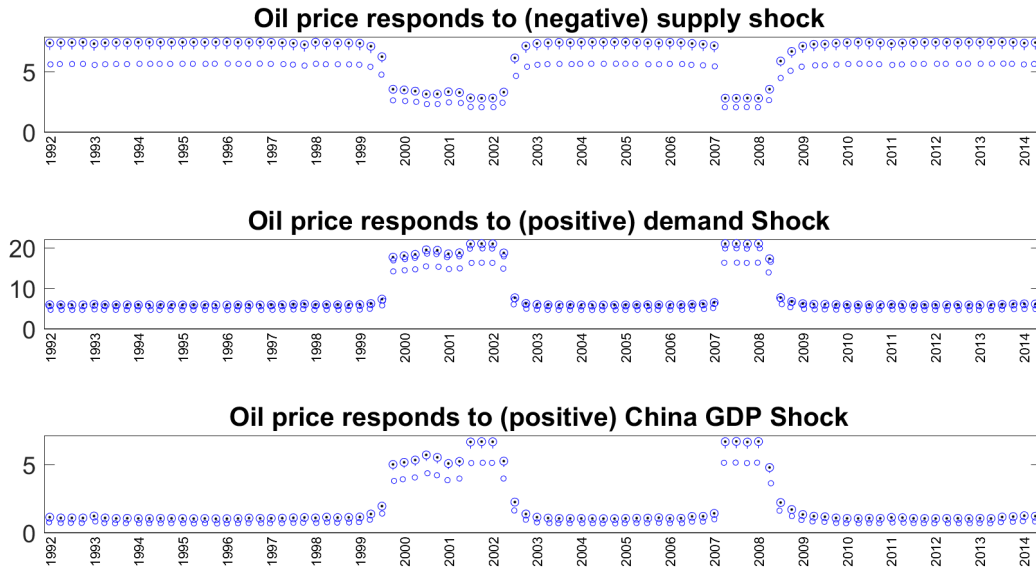 Oil price responds to (negative) supply shock
5
0
1992 1993 1994 1995 1996 1997 1998 1999 2000 2001 2002 2003 2004 2005 2006 2007 2008 2009 2010 2011 2012 2013 2014
Oil price responds to (positive) demand Shock
20
10
0
1992 1993 1994 1995 1996 1997 1998 1999 2000 2001 2002 2003 2004 2005 2006 2007 2008 2009 2010 2011 2012 2013 2014
Oil price responds to (positive) China GDP Shock
5
0
1992 1993 1994 1995 1996 1997 1998 1999 2000 2001 2002 2003 2004 2005 2006 2007 2008 2009 2010 2011 2012 2013 2014